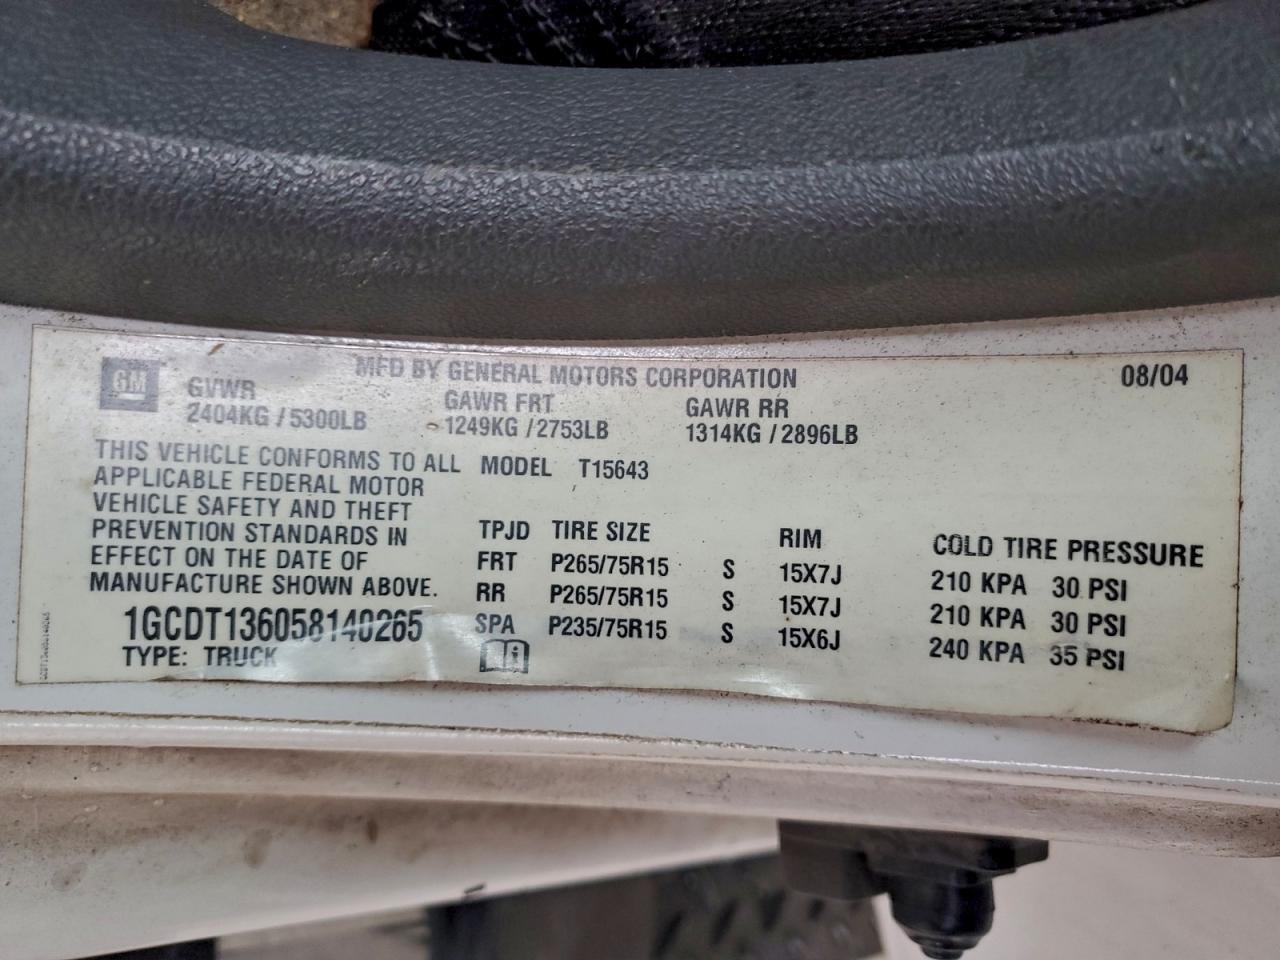 GM
MFD BY GENERAL MOTORS CORPORATION
08/04
GVWR GAWR FRT GAWR RR
2404KG / 5300LB 1249KG / 2753LB 1314KG / 2896LB
THIS VEHICLE CONFORMS TO ALL
APPLICABLE FEDERAL MOTOR
VEHICLE SAFETY AND THEFT
PREVENTION STANDARDS IN
EFFECT ON THE DATE OF
MANUFACTURE SHOWN ABOVE.
1GCDT136058140265
TYPE: TRUCK
MODEL T15643
TPJD TIRE SIZE RIM COLD TIRE PRESSURE
FRT P265/75R15 S 15X7J 210 KPA 30 PSI
RR P265/75R15 S 15X7J 210 KPA 30 PSI
SPA P235/75R15 S 15X6J 240 KPA 35 PSI